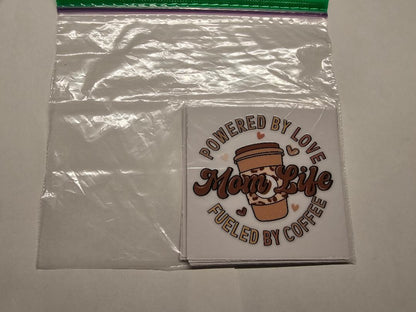 POWERED BY LOVE
Mom Life
FUELED BY COFFEE